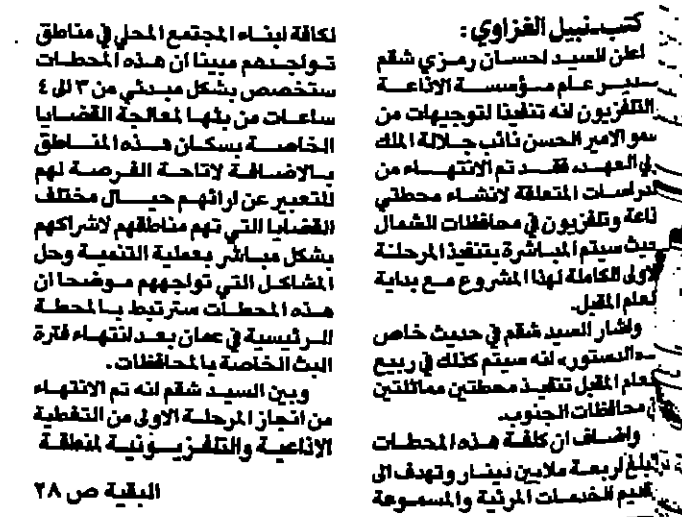 كتب ـ نبيل الغزاوي :
اعلن السيد احسان رمزي شقم
مدير عام مؤسسة الاذاعة
والتلفزيون انه تنفيذا لتوجيهات من
سمو الامير الحسن نائب جلالة الملك
ولي العهد، فقد تم الانتهاء من
الدراسات المتعلقة لانشاء محطتي
اذاعة وتلفزيون في محافظات الشمال
حيث سيتم المباشرة بتنفيذ المرحلة
الاولى الكاملة لهذا المشروع مع بداية
العام المقبل.
واشار السيد شقم في حديث خاص
لـ«الدستور» انه سيتم كذلك في ربيع
العام المقبل تنفيذ محطتين مماثلتين
في محافظات الجنوب.
واضاف ان كلفة هذه المحطات
تبلغ اربعة ملايين دينار وتهدف الى
تقديم الخدمات المرئية والمسموعة
لكافة ابناء المجتمع المحلي في مناطق
تواجدهم مبينا ان هذه المحطات
ستخصص بشكل مبدئي من ٣ الى ٤
ساعات من بثها لمعالجة القضايا
الخاصة بسكان هذه المناطق
بالاضافة لاتاحة الفرصة لهم
للتعبير عن ارائهم حيال مختلف
القضايا التي تهم مناطقهم لاشراكهم
بشكل مباشر بعملية التنمية وحل
المشاكل التي تواجههم موضحا ان
هذه المحطات سترتبط بالمحطة
الرئيسية في عمان بعد انتهاء فترة
البث الخاصة بالمحافظات.
وبين السيد شقم انه تم الانتهاء
من انجاز المرحلة الاولى من التغطية
الاذاعية والتلفزيونية لمنطقة
البقية ص ٢٨